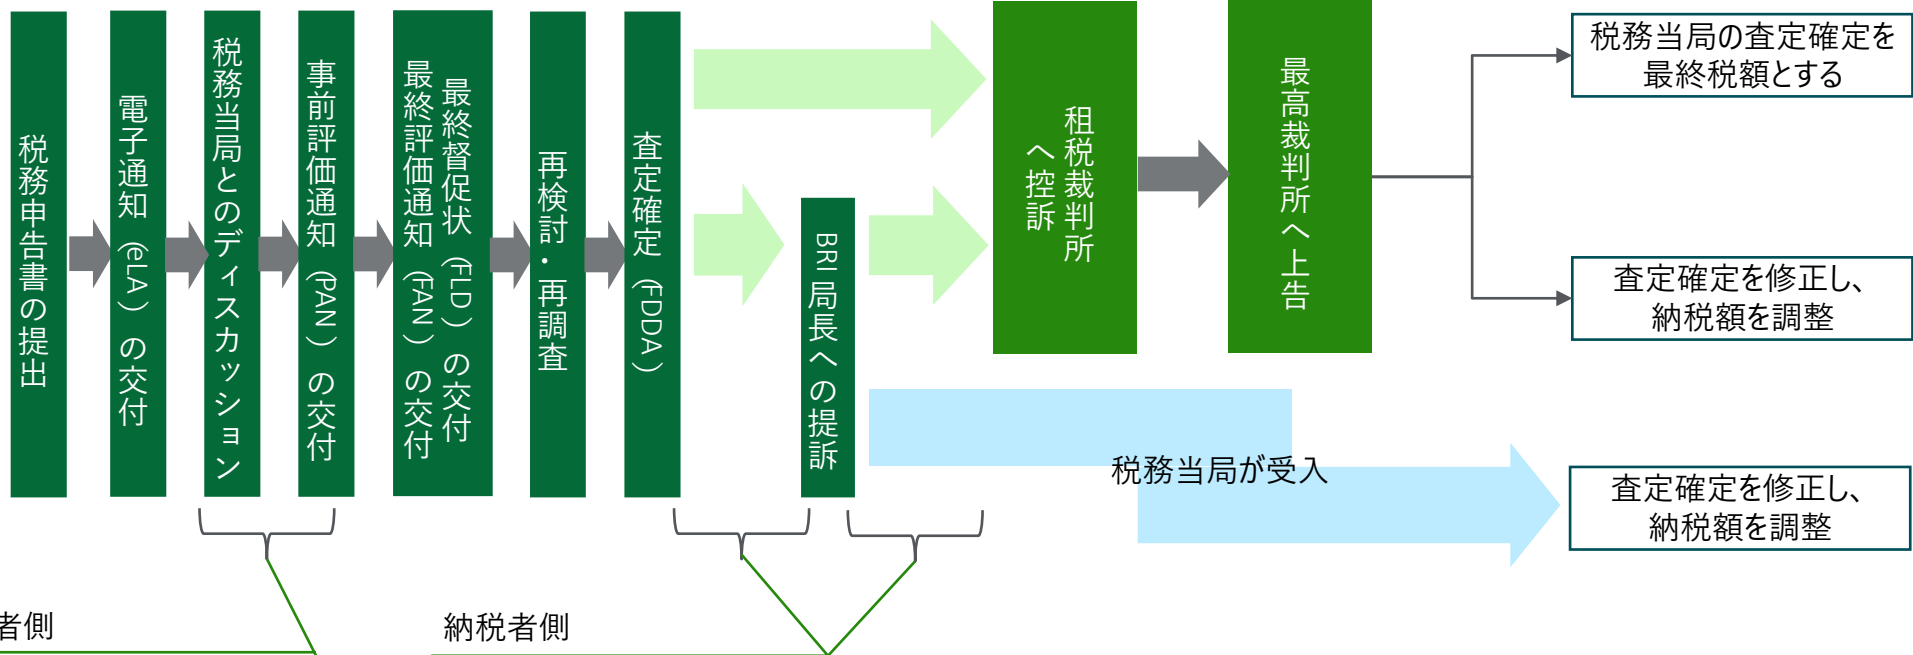 税務申告書の提出
電子通知（eLA）の交付
税務当局とのディスカッション
事前評価通知（PAN）の交付
最終督促状（FLD）の交付
最終評価通知（FAN）の交付
再検討・再調査
査定確定（FDDA）
BRI局長への提訴
租税裁判所
へ控訴
最高裁判所へ上告
税務当局の査定確定を
最終税額とする
査定確定を修正し、
納税額を調整
税務当局が受入
査定確定を修正し、
納税額を調整
者側
納税者側